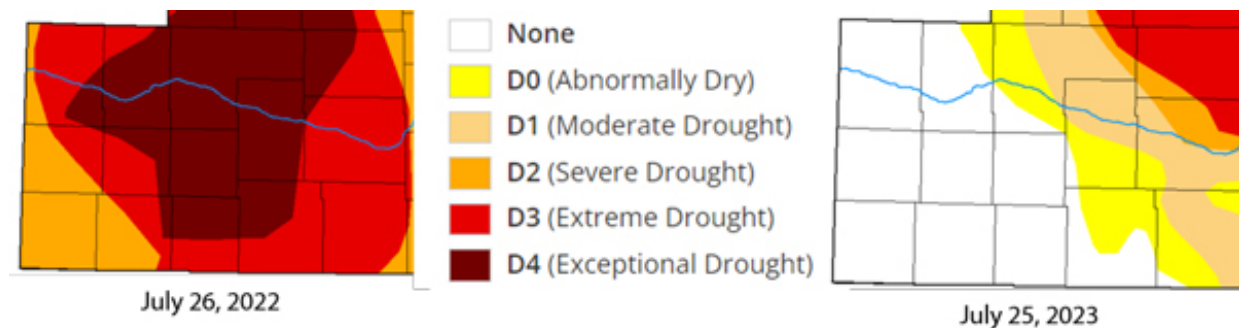 None
D0 (Abnormally Dry)
D1 (Moderate Drought)
D2 (Severe Drought)
D3 (Extreme Drought)
D4 (Exceptional Drought)
July 26, 2022
July 25, 2023